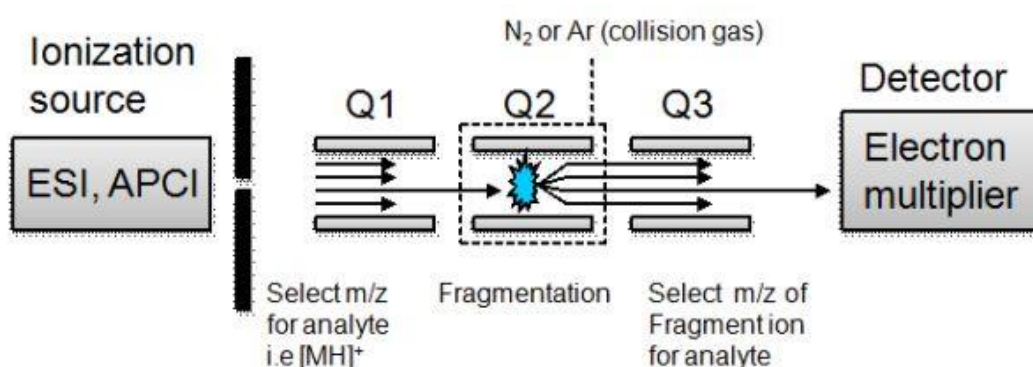 N₂ or Ar (collision gas)
Ionization
source
Detector
Q1
Q2
Q3
ESI, APCI
Electron
multiplier
Select m/z
for analyte
i.e [MH]⁺
Fragmentation
Select m/z of
Fragment ion
for analyte